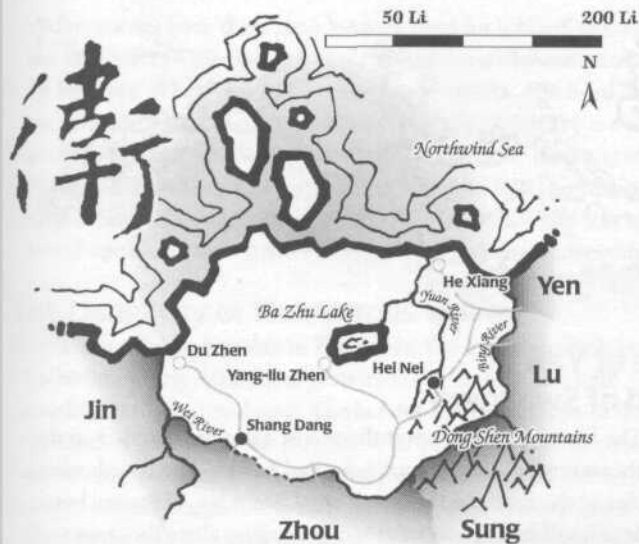 50 Li 200 Li
N
衛
Northwind Sea
He Xiang
Yen
Ba Zhu Lake
Yuan River
Bing River
Du Zhen
Yang-liu Zhen
Hei Nei
Lu
Jin
Wei River
Shang Dang
Dong Shen Mountains
Zhou
Sung